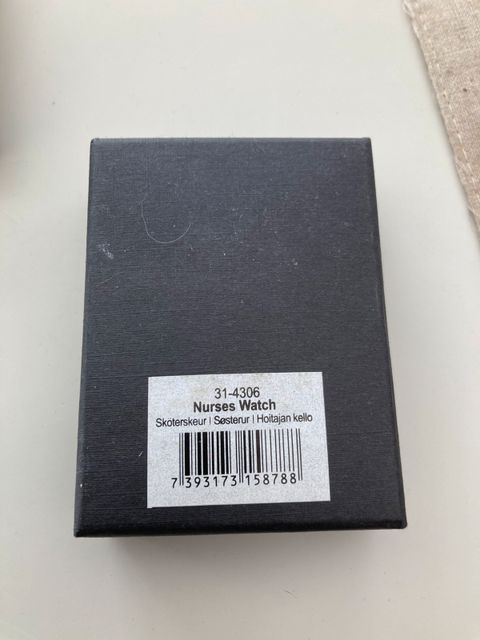 31-4306
Nurses Watch
Skoterskeur | Søsterur | Hoitajan kello
7 393173 158788